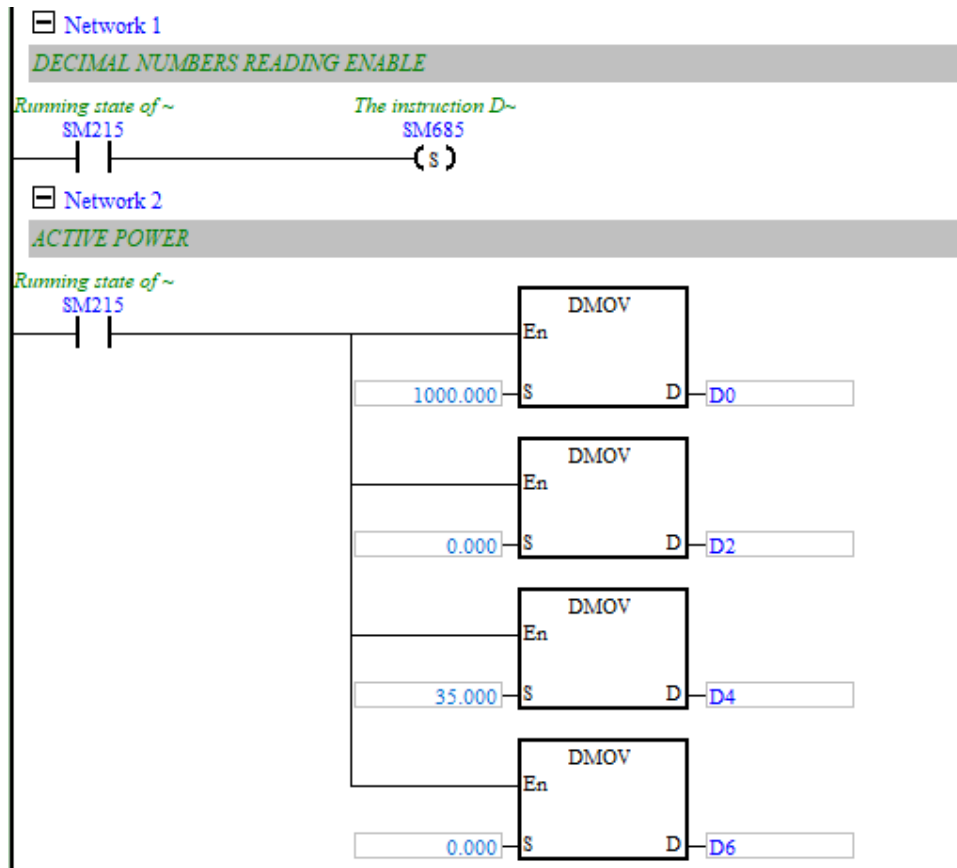 Network 1
DECIMAL NUMBERS READING ENABLE
Running state of ~ The instruction D~
SM215 SM685
( S )
Network 2
ACTIVE POWER
Running state of ~
SM215
DMOV
En
1000.000 S D D0
DMOV
En
0.000 S D D2
DMOV
En
35.000 S D D4
DMOV
En
0.000 S D D6